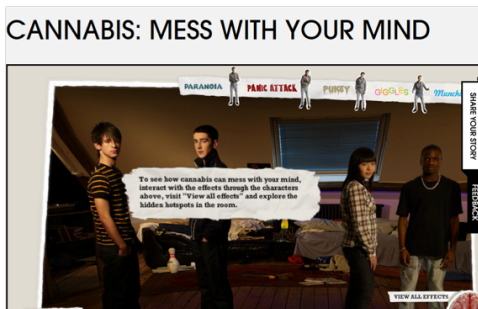 CANNABIS: MESS WITH YOUR MIND
PARANOIA
PANIC ATTACK
PUKEY
GIGGLES
Munchi
SHARE YOUR STORY
FEEDBACK
To see how cannabis can mess with your mind,
interact with the effects through the characters
above, visit "View all effects" and explore the
hidden hotspots in the room.
VIEW ALL EFFECTS